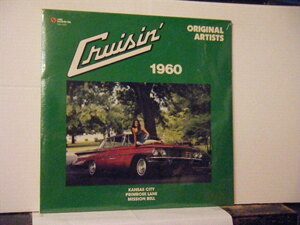 Cruisin'
ORIGINAL
ARTISTS
1960
KANSAS CITY
PRIMROSE LANE
MISSION BELL